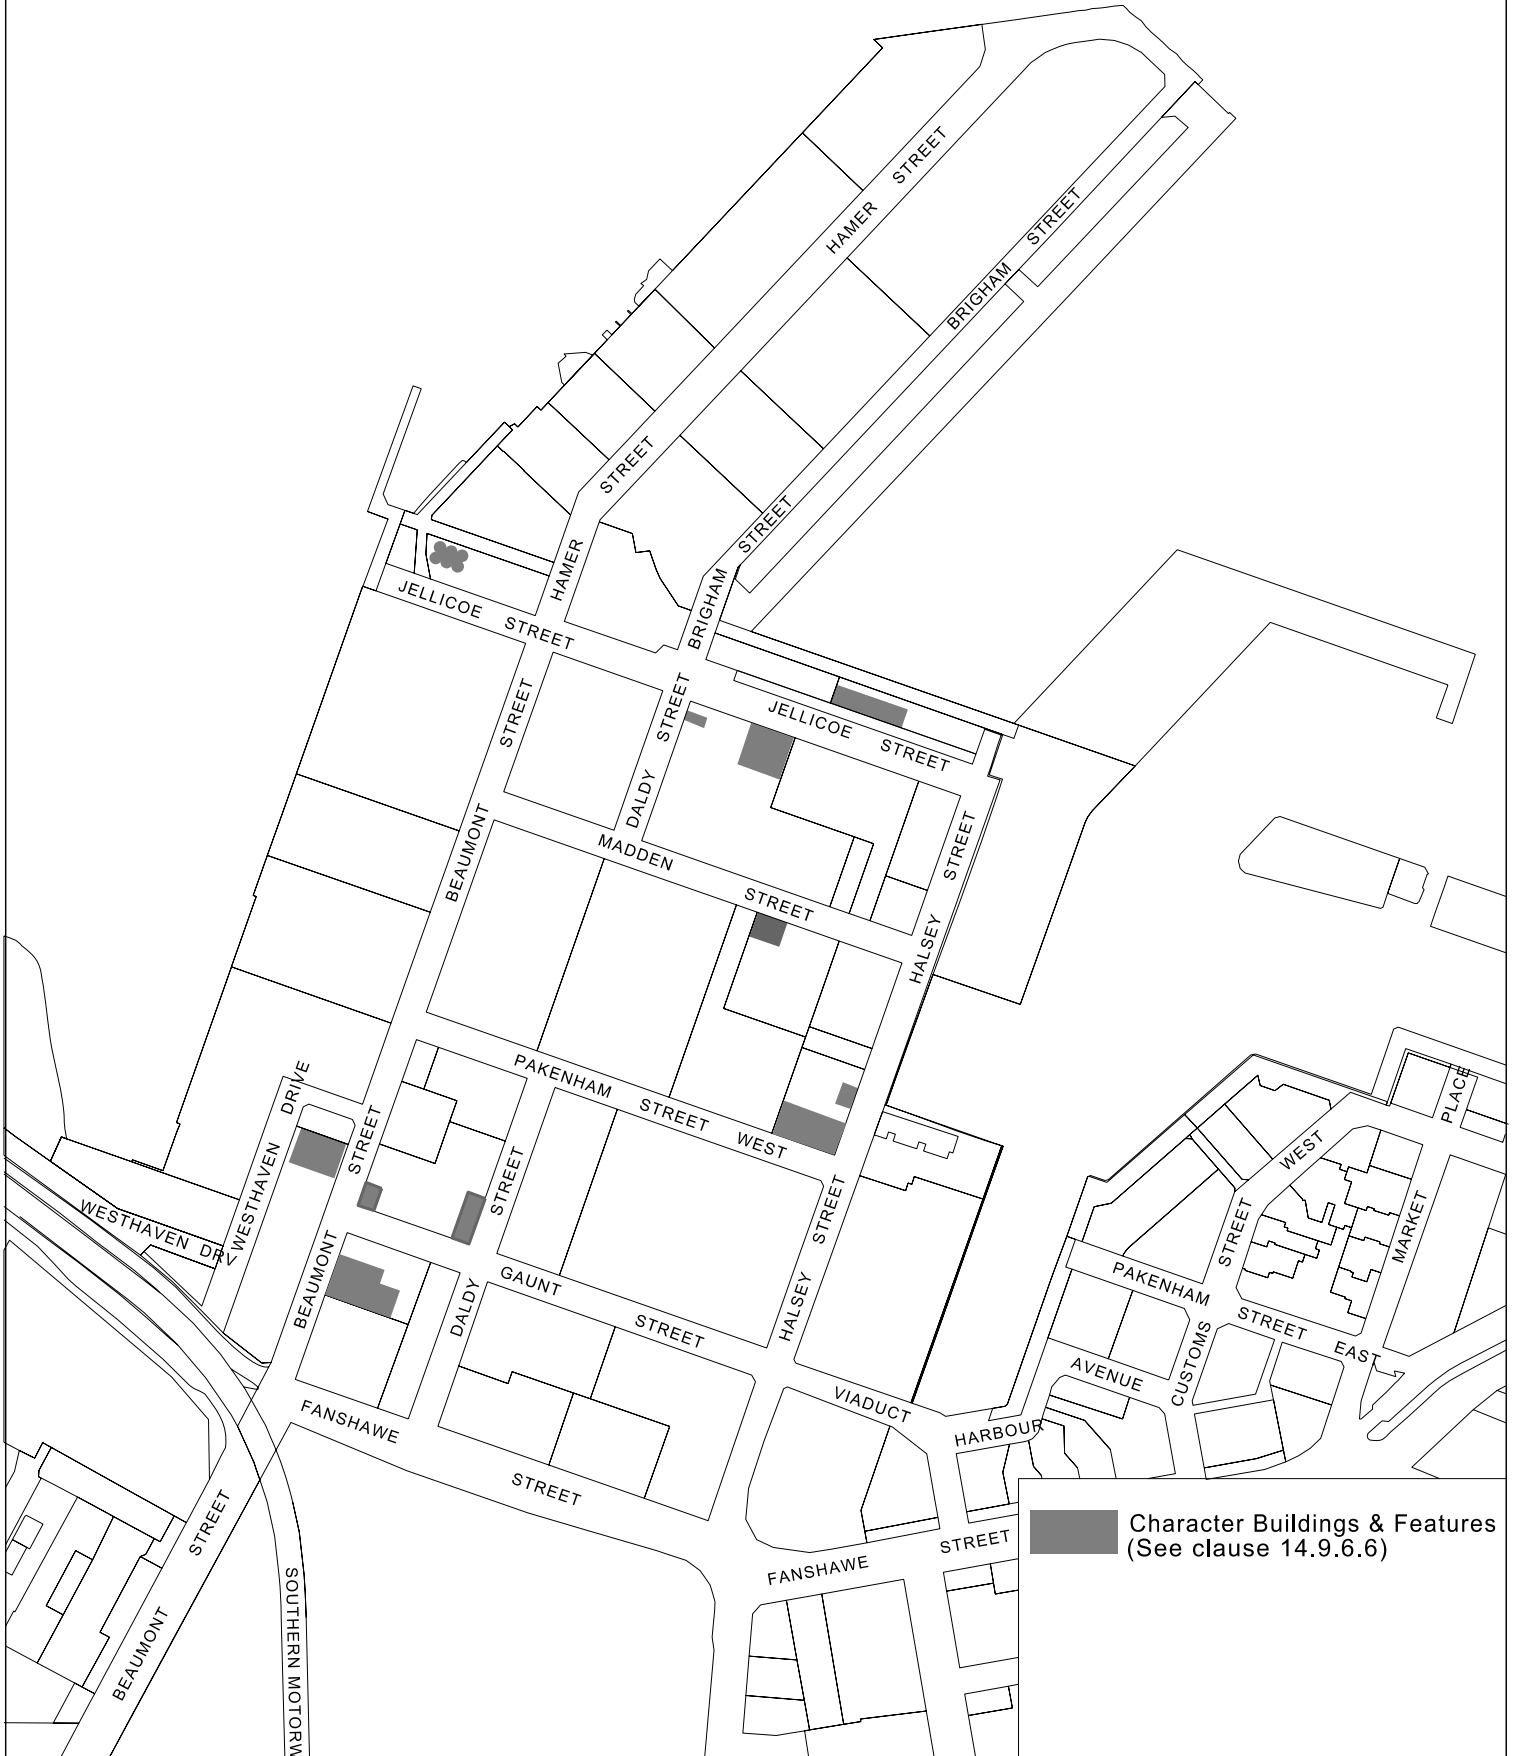 HAMER STREET
HAMER
BRIGHAM STREET
STREET
STREET
HAMER
BRIGHAM
JELLICOE STREET
STREET
DALDY STREET
JELLICOE STREET
BEAUMONT
MADDEN STREET
HALSEY STREET
PAKENHAM STREET WEST
WESTHAVEN DRIVE
STREET
STREET
PLACE
WEST
STREET
MARKET
WESTHAVEN DRV
BEAUMONT
DALDY
GAUNT STREET
HALSEY STREET
PAKENHAM STREET EAST
CUSTOMS
AVENUE
VIADUCT
HARBOUR
FANSHAWE STREET
FANSHAWE STREET
BEAUMONT STREET
SOUTHERN MOTORW
Character Buildings & Features
(See clause 14.9.6.6)